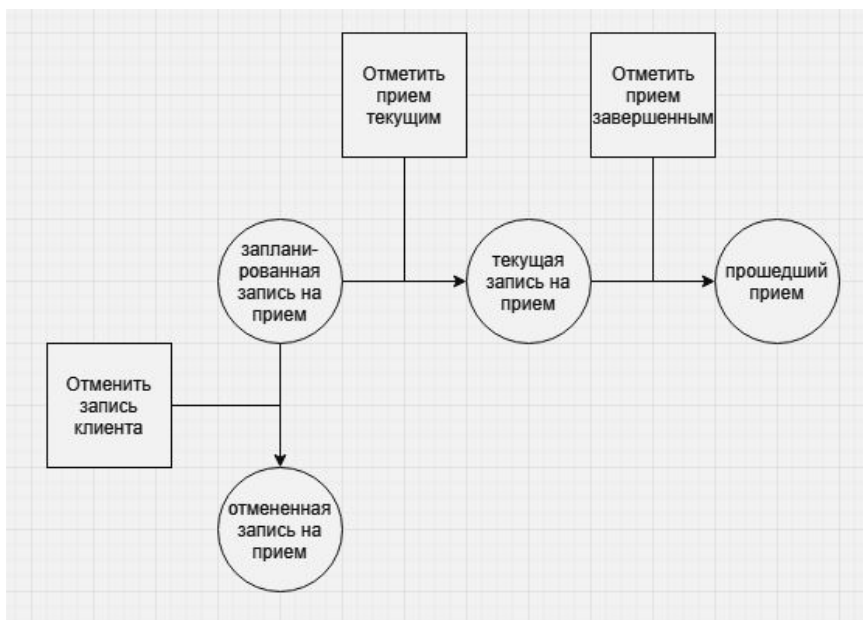 Отметить
прием
текущим
Отметить
прием
завершенным
заплани-
рованная
запись на
прием
текущая
запись на
прием
прошедший
прием
Отменить
запись
клиента
отмененная
запись на
прием